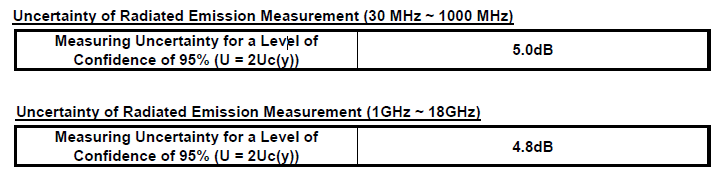 Uncertainty of Radiated Emission Measurement (30 MHz ~ 1000 MHz)
Measuring Uncertainty for a Level of
Confidence of 95% (U = 2Uc(y))
5.0dB
Uncertainty of Radiated Emission Measurement (1GHz ~ 18GHz)
Measuring Uncertainty for a Level of
Confidence of 95% (U = 2Uc(y))
4.8dB